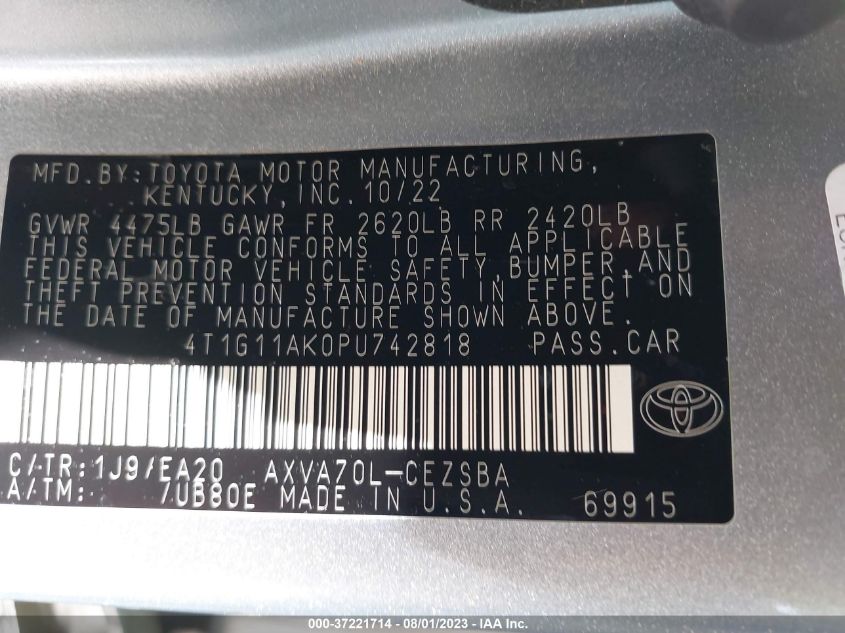 MFD.BY:TOYOTA MOTOR MANUFACTURING,
KENTUCKY,INC.10/22
GVWR 4475LB GAWR FR 2620LB RR 2420LB
THIS VEHICLE CONFORMS TO ALL APPLICABLE
FEDERAL MOTOR VEHICLE SAFETY,BUMPER,AND
THEFT PREVENTION STANDARDS IN EFFECT ON
THE DATE OF MANUFACTURE SHOWN ABOVE.
4T1G11AK0PU742818 PASS.CAR
C/TR:1J9/EA20 AXVA70L-CEZSBA
A/TM: /UB80E MADE IN U.S.A. 69915
000-37221714 - 08/01/2023 - IAA Inc.